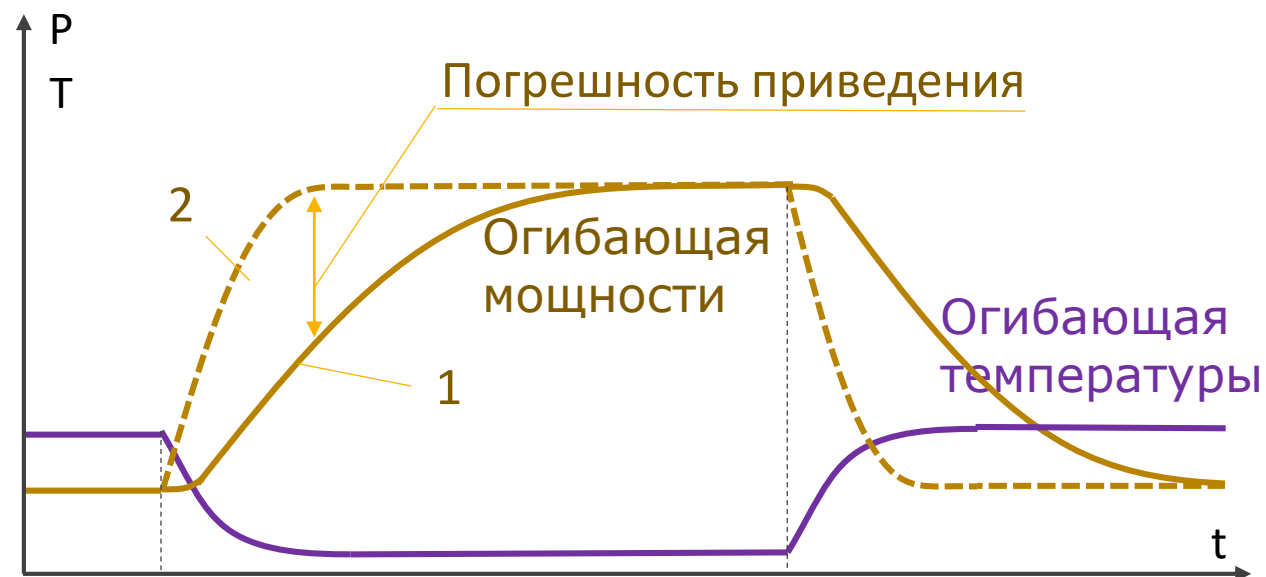 P
T
Погрешность приведения
2
Огибающая
мощности
1
Огибающая
температуры
t